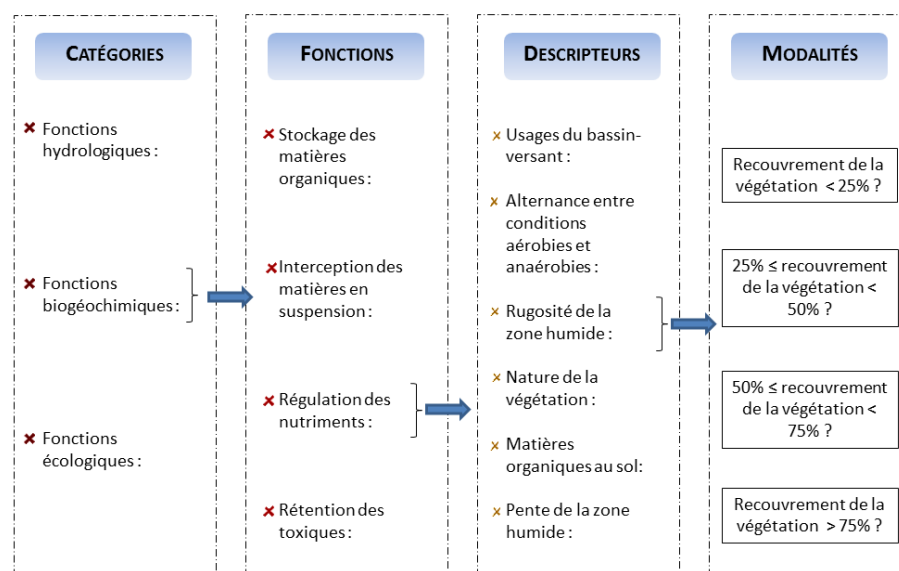 CATÉGORIES
Fonctions
hydrologiques :
Fonctions
biogéochimiques :
Fonctions
écologiques :
FONCTIONS
Stockage des
matières
organiques :
Interception des
matières en
suspension :
Régulation des
nutriments :
Rétention des
toxiques :
DESCRIPTEURS
Usages du bassin-
versant :
Alternance entre
conditions
aérobies et
anaérobies :
Rugosité de la
zone humide :
Nature de la
végétation :
Matières
organiques au sol:
Pente de la zone
humide :
MODALITÉS
Recouvrement de la
végétation < 25% ?
25% ≤ recouvrement
de la végétation <
50% ?
50% ≤ recouvrement
de la végétation <
75% ?
Recouvrement de la
végétation > 75% ?